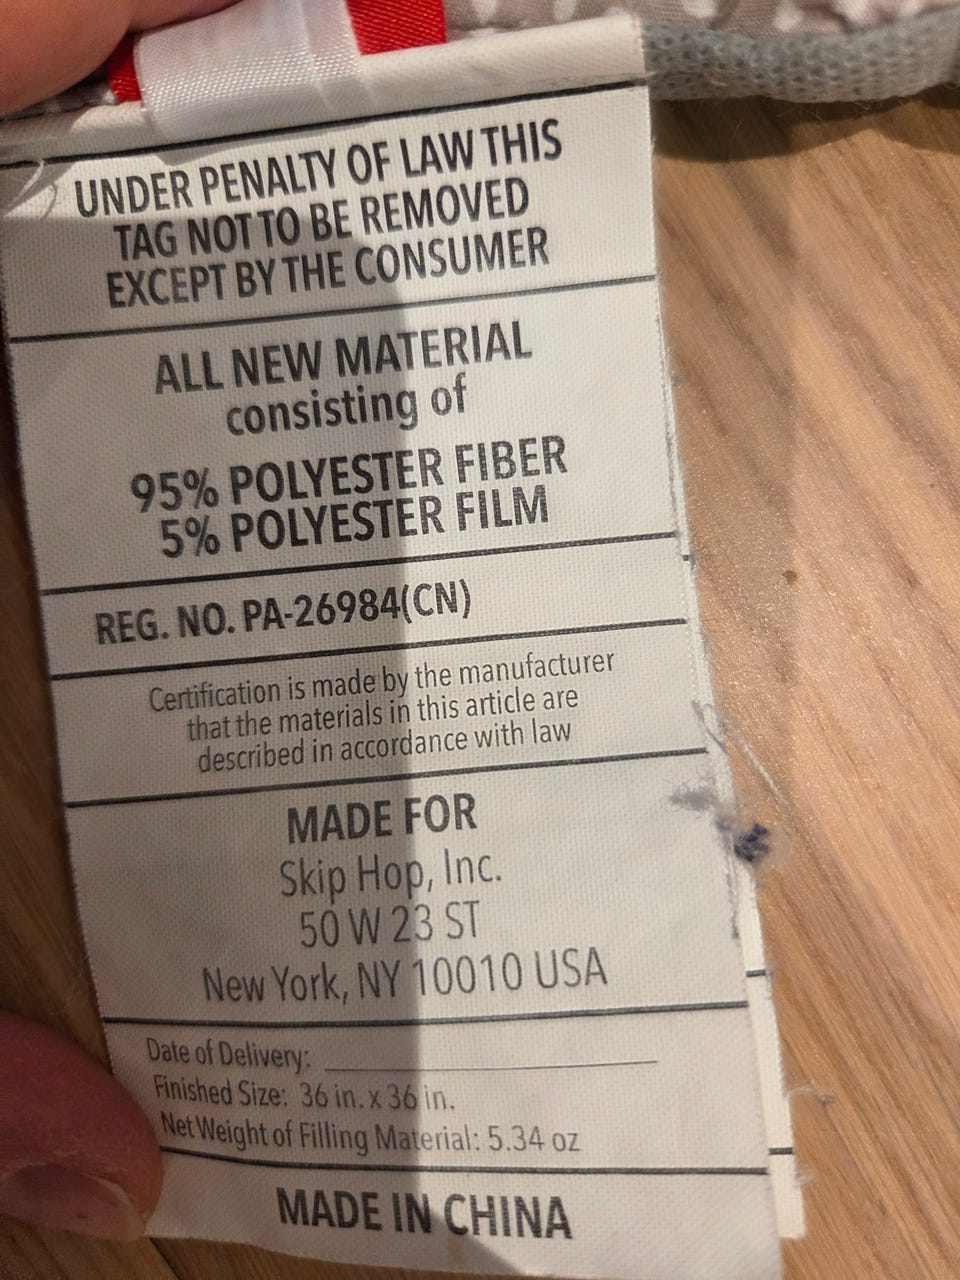 UNDER PENALTY OF LAW THIS
TAG NOT TO BE REMOVED
EXCEPT BY THE CONSUMER
ALL NEW MATERIAL
consisting of
95% POLYESTER FIBER
5% POLYESTER FILM
REG. NO. PA-26984(CN)
Certification is made by the manufacturer
that the materials in this article are
described in accordance with law
MADE FOR
Skip Hop, Inc.
50 W 23 ST
New York, NY 10010 USA
Date of Delivery:
Finished Size: 36 in. x 36 in.
Net Weight of Filling Material: 5.34 oz
MADE IN CHINA